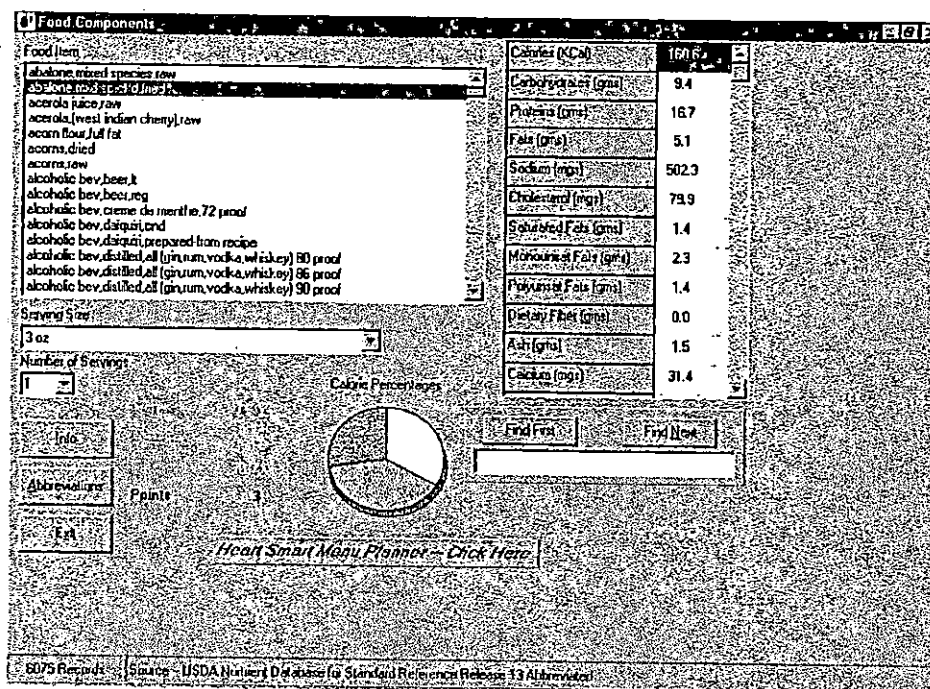 Food Components
Food Item
abalone,mixed species,raw
acerola juice,raw
acerola,(west indian cherry),raw
acorn flour,full fat
acorns,dried
acorns,raw
alcoholic bev,beer,lt
alcoholic bev,beer,reg
alcoholic bev,creme de menthe,72 proof
alcoholic bev,daiquiri,cnd
alcoholic bev,daiquiri,prepared-from recipe
alcoholic bev,distilled,all (gin,rum,vodka,whiskey) 80 proof
alcoholic bev,distilled,all (gin,rum,vodka,whiskey) 86 proof
alcoholic bev,distilled,all (gin,rum,vodka,whiskey) 90 proof
Serving Size
3 oz
Number of Servings
1
Calories (KCal) 160.6
Carbohydrates (gms) 9.4
Proteins (gms) 16.7
Fats (gms) 5.1
Sodium (mgs) 502.3
Cholesterol (mgs) 79.9
Saturated Fats (gms) 1.4
Monounsat Fats (gms) 2.3
Polyunsat Fats (gms) 1.4
Dietary Fiber (gms) 0.0
Ash (gms) 1.5
Calcium (mgs) 31.4
Calorie Percentages
Info
Abbreviations
Exit
Ppints 3
Find First Find Next
Heart Smart Menu Planner -- Click Here
6075 Records Source -- USDA Nutrient Database for Standard Reference Release 13 Abbreviated